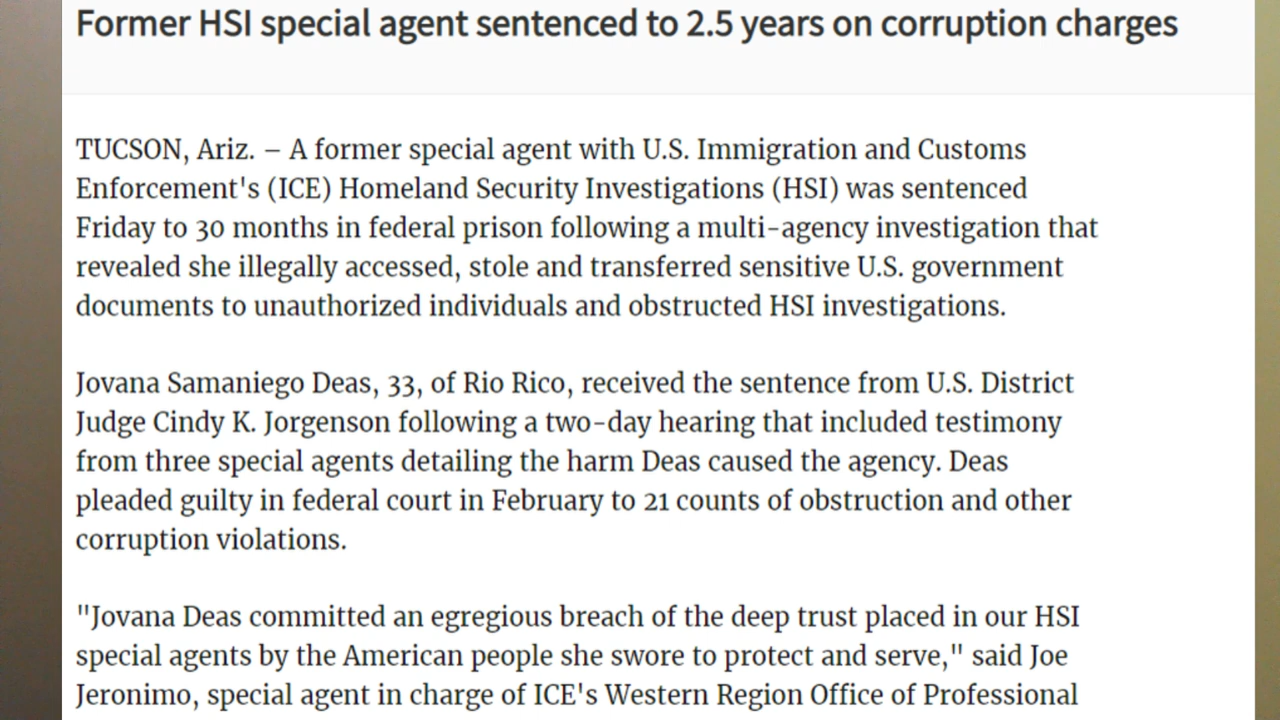 Former HSI special agent sentenced to 2.5 years on corruption charges
TUCSON, Ariz. – A former special agent with U.S. Immigration and Customs
Enforcement's (ICE) Homeland Security Investigations (HSI) was sentenced
Friday to 30 months in federal prison following a multi-agency investigation that
revealed she illegally accessed, stole and transferred sensitive U.S. government
documents to unauthorized individuals and obstructed HSI investigations.
Jovana Samaniego Deas, 33, of Rio Rico, received the sentence from U.S. District
Judge Cindy K. Jorgenson following a two-day hearing that included testimony
from three special agents detailing the harm Deas caused the agency. Deas
pleaded guilty in federal court in February to 21 counts of obstruction and other
corruption violations.
"Jovana Deas committed an egregious breach of the deep trust placed in our HSI
special agents by the American people she swore to protect and serve," said Joe
Jeronimo, special agent in charge of ICE's Western Region Office of Professional